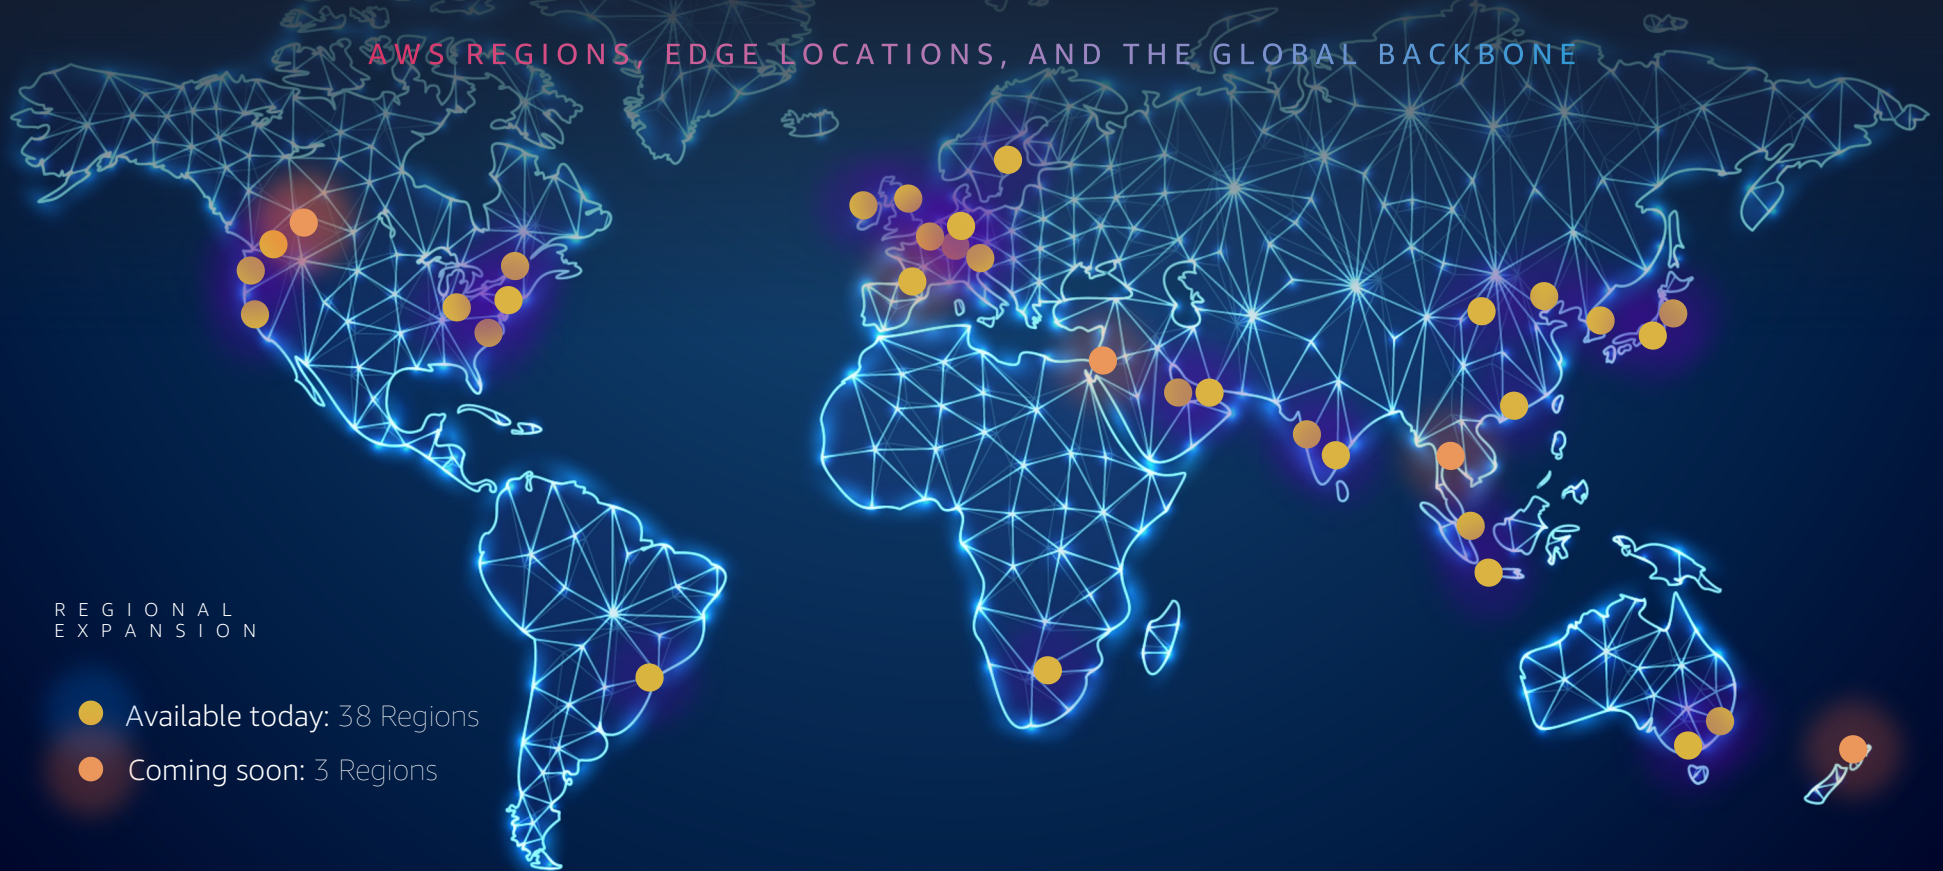 AWS REGIONS, EDGE LOCATIONS, AND THE GLOBAL BACKBONE
REGIONAL
EXPANSION
Available today: 38 Regions
Coming soon: 3 Regions